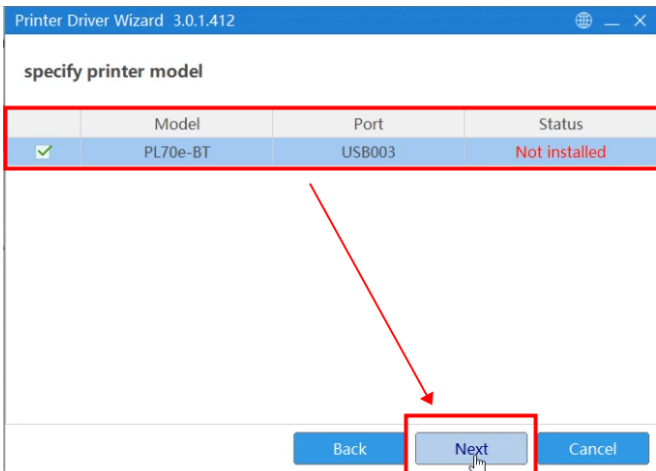 Printer Driver Wizard 3.0.1.412
specify printer model
Model Port Status
PL70e-BT USB003 Not installed
Back Next Cancel